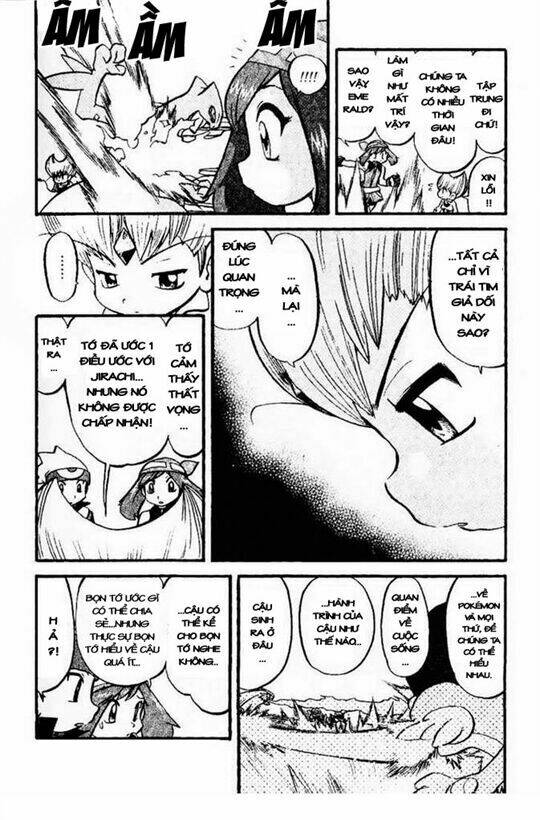 TẬP
TRUNG
ĐI
CHỨ!
XIN
LỖI
!!
CHÚNG TA
KHÔNG
CÓ NHIỀU
THỜI
GIAN
ĐÂU!
LÀM
GÌ
NHƯ
MẤT
TRÍ
VẬY?
SAO
VẬY
EME
RALD?
!!!!
ẦM
ẦM
ẦM
...TẤT CẢ
CHỈ VÌ
TRÁI TIM
GIẢ DỐI
NÀY
SAO?
...
MÀ LẠI
...
ĐÚNG
LÚC
QUAN
TRỌNG
...
......
TỚ
CẢM
THẤY
THẤT
VỌNG
...
TỚ ĐÃ ƯỚC 1
ĐIỀU ƯỚC VỚI
JIRACHI...
NHƯNG NÓ
KHÔNG ĐƯỢC
CHẤP NHẬN!
THẬT
RA
...
...VỀ
POKÉMON
VÀ MỌI
THỨ, ĐỂ
CHÚNG TA
CÓ THỂ
HIỂU
NHAU.
QUAN
ĐIỂM
VỀ
CUỘC
SỐNG
...
...HÀNH
TRÌNH
CỦA
CẬU NHƯ
THẾ
NÀO...
CẬU
SINH
RA Ở
ĐÂU
...
...CẬU
CÓ THỂ
KỂ
CHO BỌN
TỚ NGHE
KHÔNG...
BỌN TỚ ƯỚC GÌ
CÓ THỂ CHIA
SẺ...NHƯNG
THỰC SỰ BỌN
TỚ HIỂU VỀ CẬU
QUÁ ÍT...
H
Ả
?!